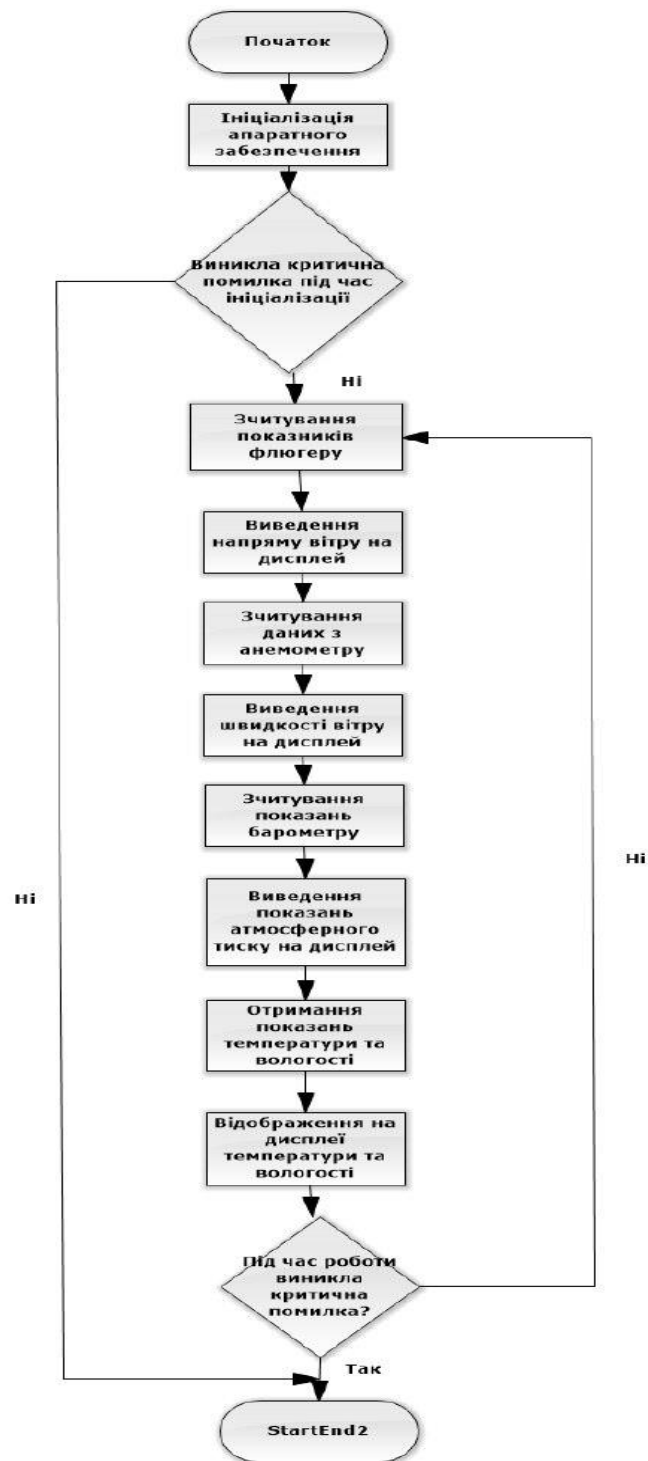 Початок
Ініціалізація
апаратного
забезпечення
Виникла критична
помилка під час
ініціалізації
Ні
Зчитування
показників
флюгеру
Виведення
напряму вітру на
дисплей
Зчитування
даних з
анемометру
Виведення
швидкості вітру
на дисплей
Зчитування
показань
барометру
Ні
Ні
Виведення
показань
атмосферного
тиску на дисплей
Отримання
показань
температури та
вологості
Відображення на
дисплеї
температури та
вологості
Під час роботи
виникла
критична
помилка?
Так
StartEnd2